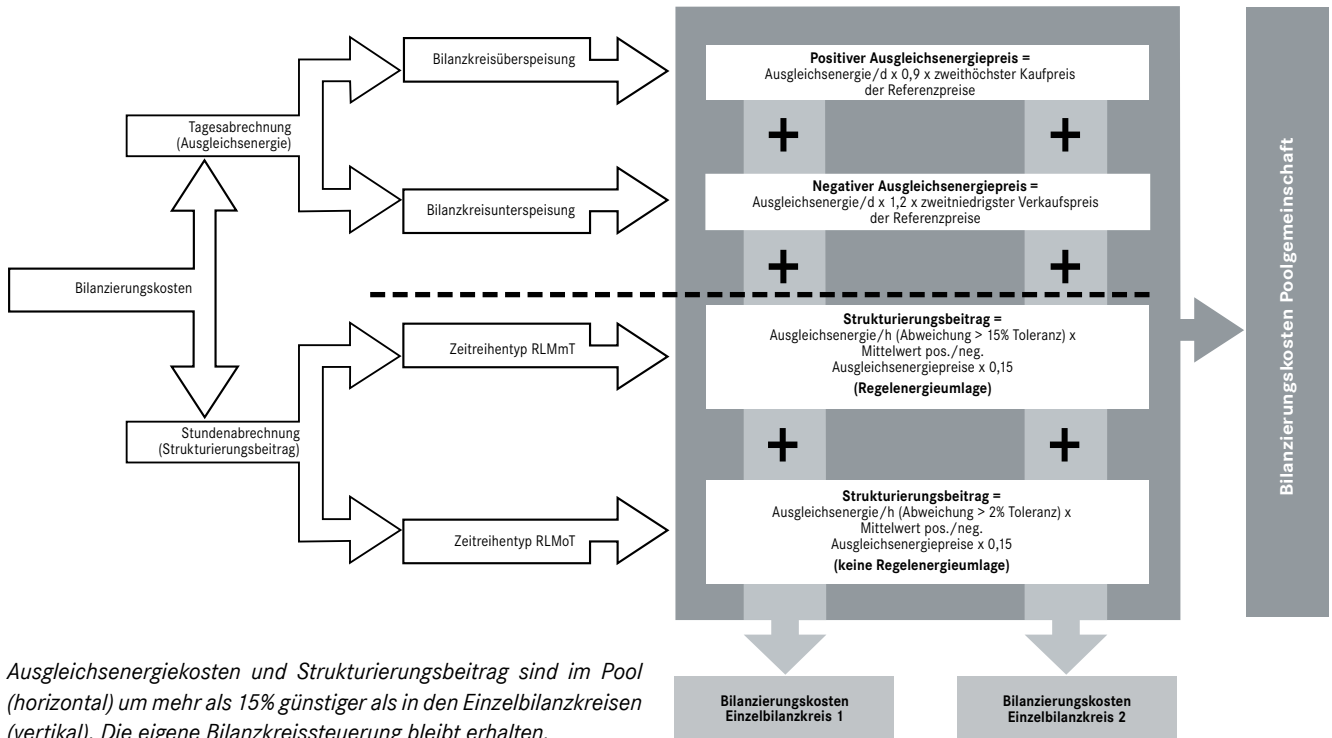 Bilanzierungskosten
Tagesabrechnung
(Ausgleichsenergie)
Stundenabrechnung
(Strukturierungsbeitrag)
Bilanzkreisüberspeisung
Bilanzkreisunterspeisung
Zeitreihentyp RLMmT
Zeitreihentyp RLMoT
Positiver Ausgleichsenergiepreis =
Ausgleichsenergie/d x 0,9 x zweithöchster Kaufpreis
der Referenzpreise
+ +
Negativer Ausgleichsenergiepreis =
Ausgleichsenergie/d x 1,2 x zweitniedrigster Verkaufspreis
der Referenzpreise
+ +
Strukturierungsbeitrag =
Ausgleichsenergie/h (Abweichung > 15% Toleranz) x
Mittelwert pos./neg.
Ausgleichsenergiepreise x 0,15
(Regelenergieumlage)
+ +
Strukturierungsbeitrag =
Ausgleichsenergie/h (Abweichung > 2% Toleranz) x
Mittelwert pos./neg.
Ausgleichsenergiepreise x 0,15
(keine Regelenergieumlage)
Bilanzierungskosten Poolgemeinschaft
Bilanzierungskosten
Einzelbilanzkreis 1
Bilanzierungskosten
Einzelbilanzkreis 2
Ausgleichsenergiekosten und Strukturierungsbeitrag sind im Pool
(horizontal) um mehr als 15% günstiger als in den Einzelbilanzkreisen
(vertikal). Die eigene Bilanzkreissteuerung bleibt erhalten.